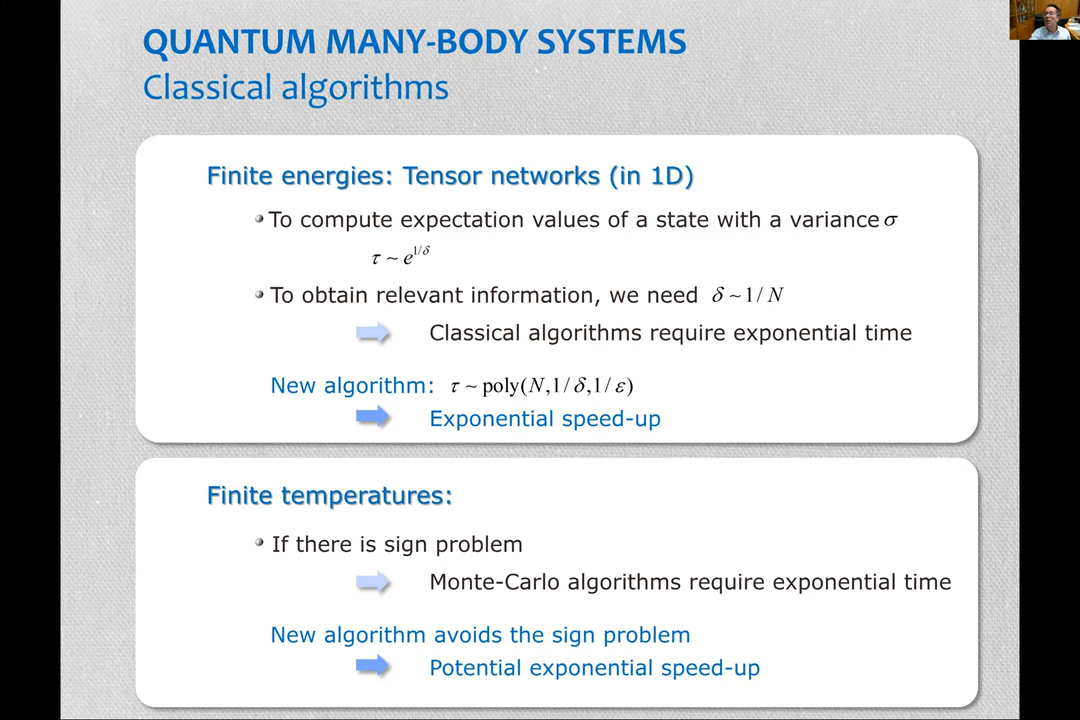 QUANTUM MANY-BODY SYSTEMS
Classical algorithms
Finite energies: Tensor networks (in 1D)
To compute expectation values of a state with a variance σ
τ ~ e^{1/δ}
To obtain relevant information, we need δ ~ 1/ N
Classical algorithms require exponential time
New algorithm: τ ~ poly(N,1/ δ,1/ ε)
Exponential speed-up
Finite temperatures:
If there is sign problem
Monte-Carlo algorithms require exponential time
New algorithm avoids the sign problem
Potential exponential speed-up